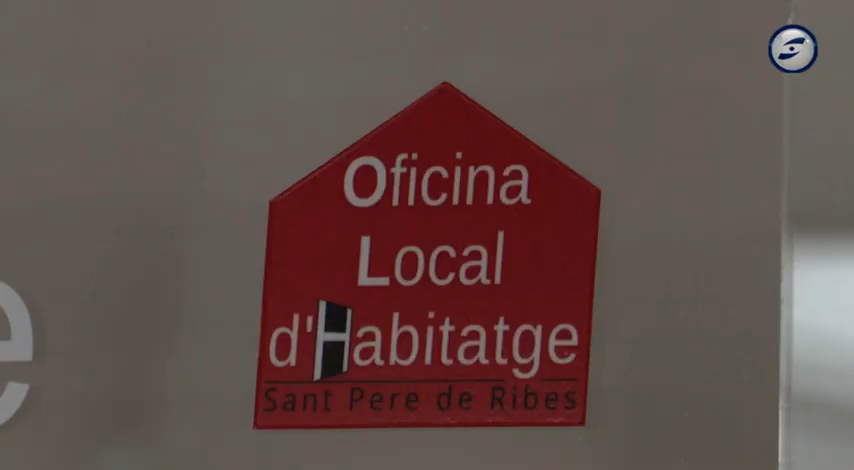 Oficina
Local
d'Habitatge
Sant Pere de Ribes
e